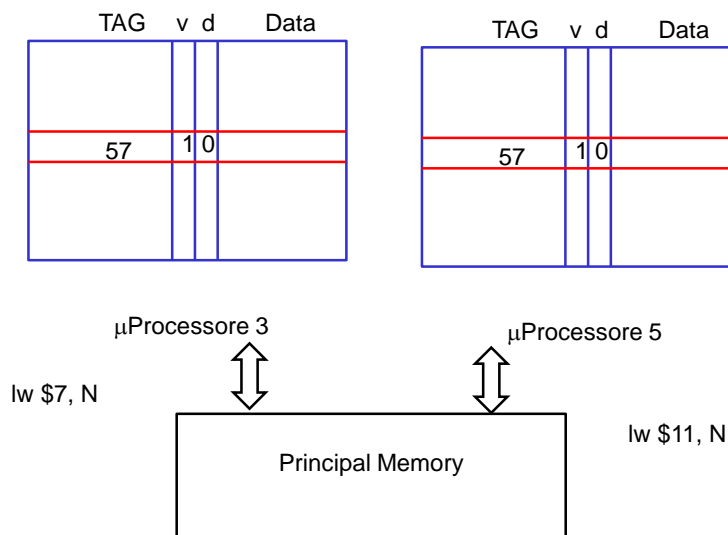 TAG v d Data
57 1 0
TAG v d Data
57 1 0
μProcessore 3
μProcessore 5
lw $7, N
lw $11, N
Principal Memory